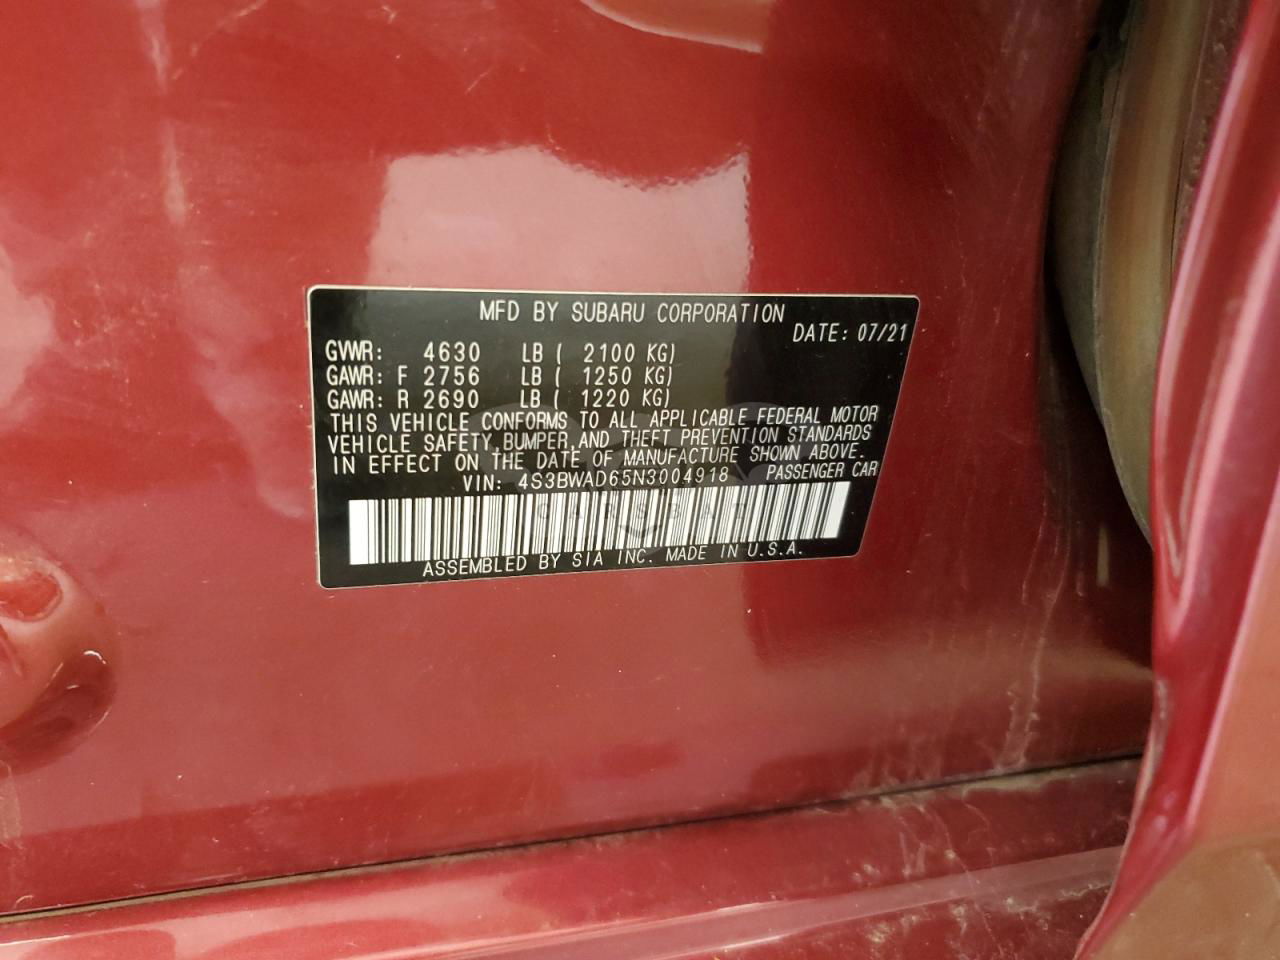 MFD BY SUBARU CORPORATION
DATE: 07/21
GVWR: 4630 LB ( 2100 KG)
GAWR: F 2756 LB ( 1250 KG)
GAWR: R 2690 LB ( 1220 KG)
THIS VEHICLE CONFORMS TO ALL APPLICABLE FEDERAL MOTOR
VEHICLE SAFETY, BUMPER, AND THEFT PREVENTION STANDARDS
IN EFFECT ON THE DATE OF MANUFACTURE SHOWN ABOVE.
VIN: 4S3BWAD65N3004918 PASSENGER CAR
ASSEMBLED BY SIA INC. MADE IN U.S.A.